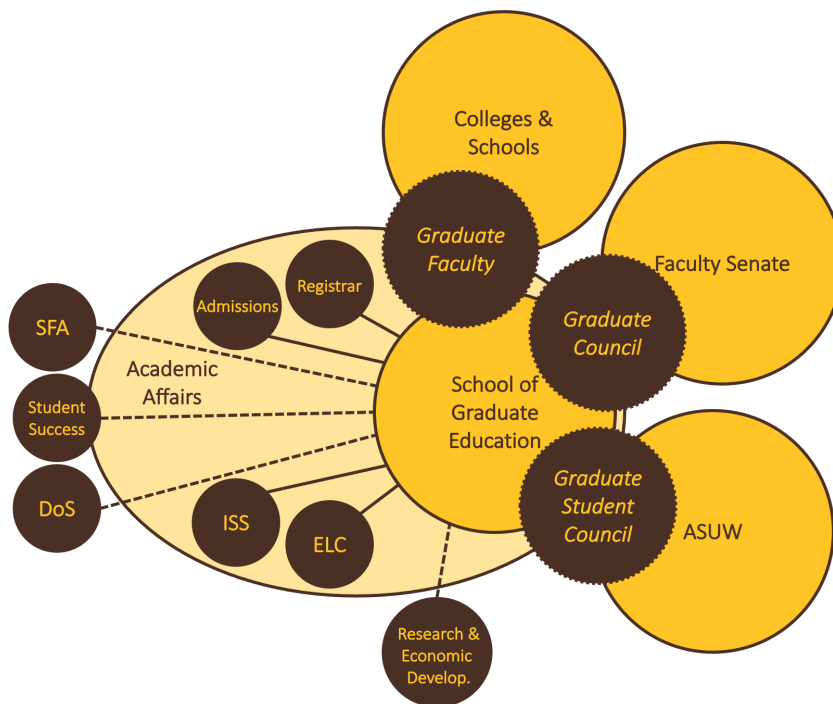 Colleges &
Schools
Graduate
Faculty
Faculty Senate
Registrar
Admissions
Graduate
Council
SFA
Academic
Affairs
School of
Graduate
Education
Student
Success
Graduate
Student
Council
ASUW
DoS
ISS
ELC
Research &
Economic
Develop.